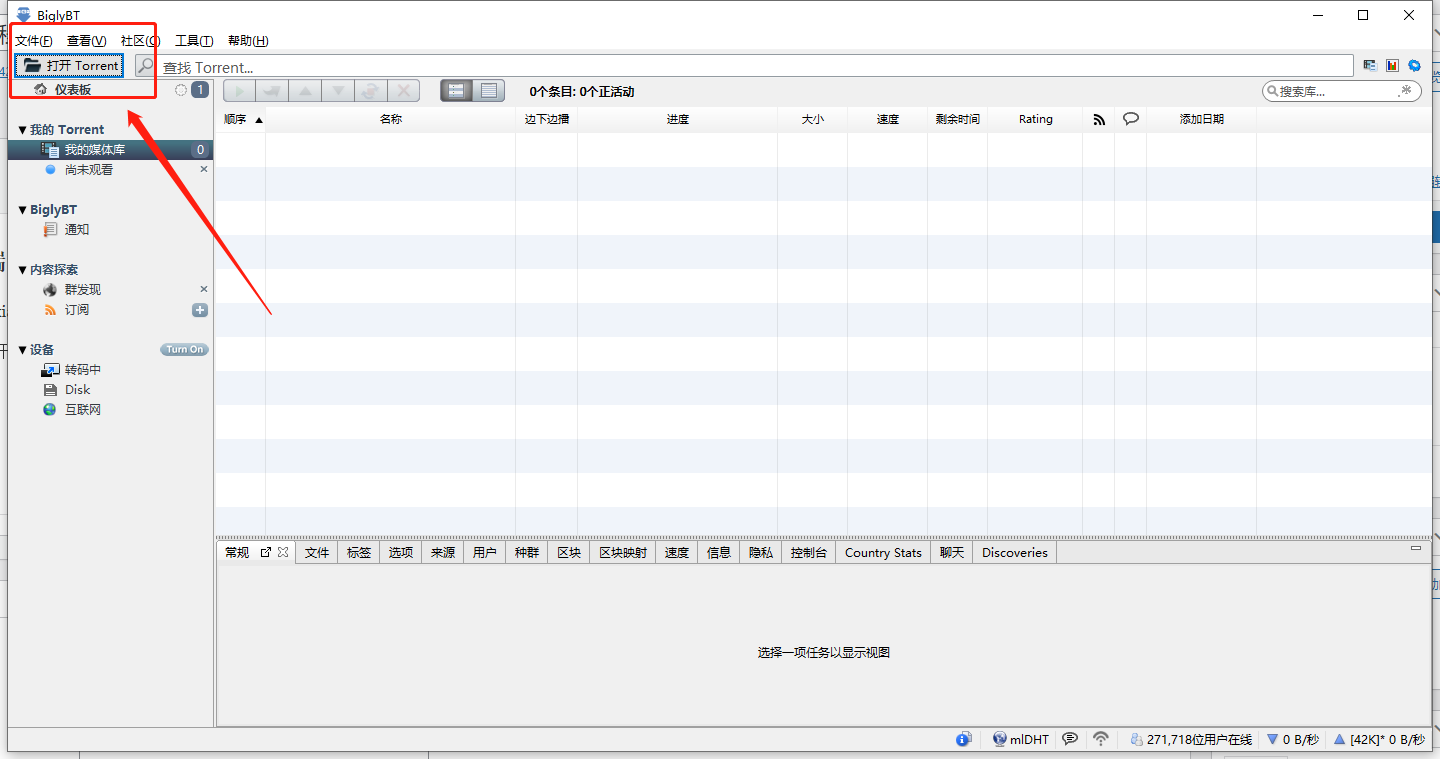 BiglyBT
文件(F) 查看(V) 社区(C) 工具(T) 帮助(H)
打开 Torrent 查找 Torrent...
仪表板 1 0个条目: 0个正活动 搜索库... .*
顺序 名称 边下边播 进度 大小 速度 剩余时间 Rating 添加日期
我的 Torrent
我的媒体库 0
尚未观看
BiglyBT
通知
内容探索
群发现
订阅
设备 Turn On
转码中
Disk
互联网
常规 文件 标签 选项 来源 用户 种群 区块 区块映射 速度 信息 隐私 控制台 Country Stats 聊天 Discoveries
选择一项任务以显示视图
mlDHT 271,718位用户在线 0 B/秒 [42K]* 0 B/秒